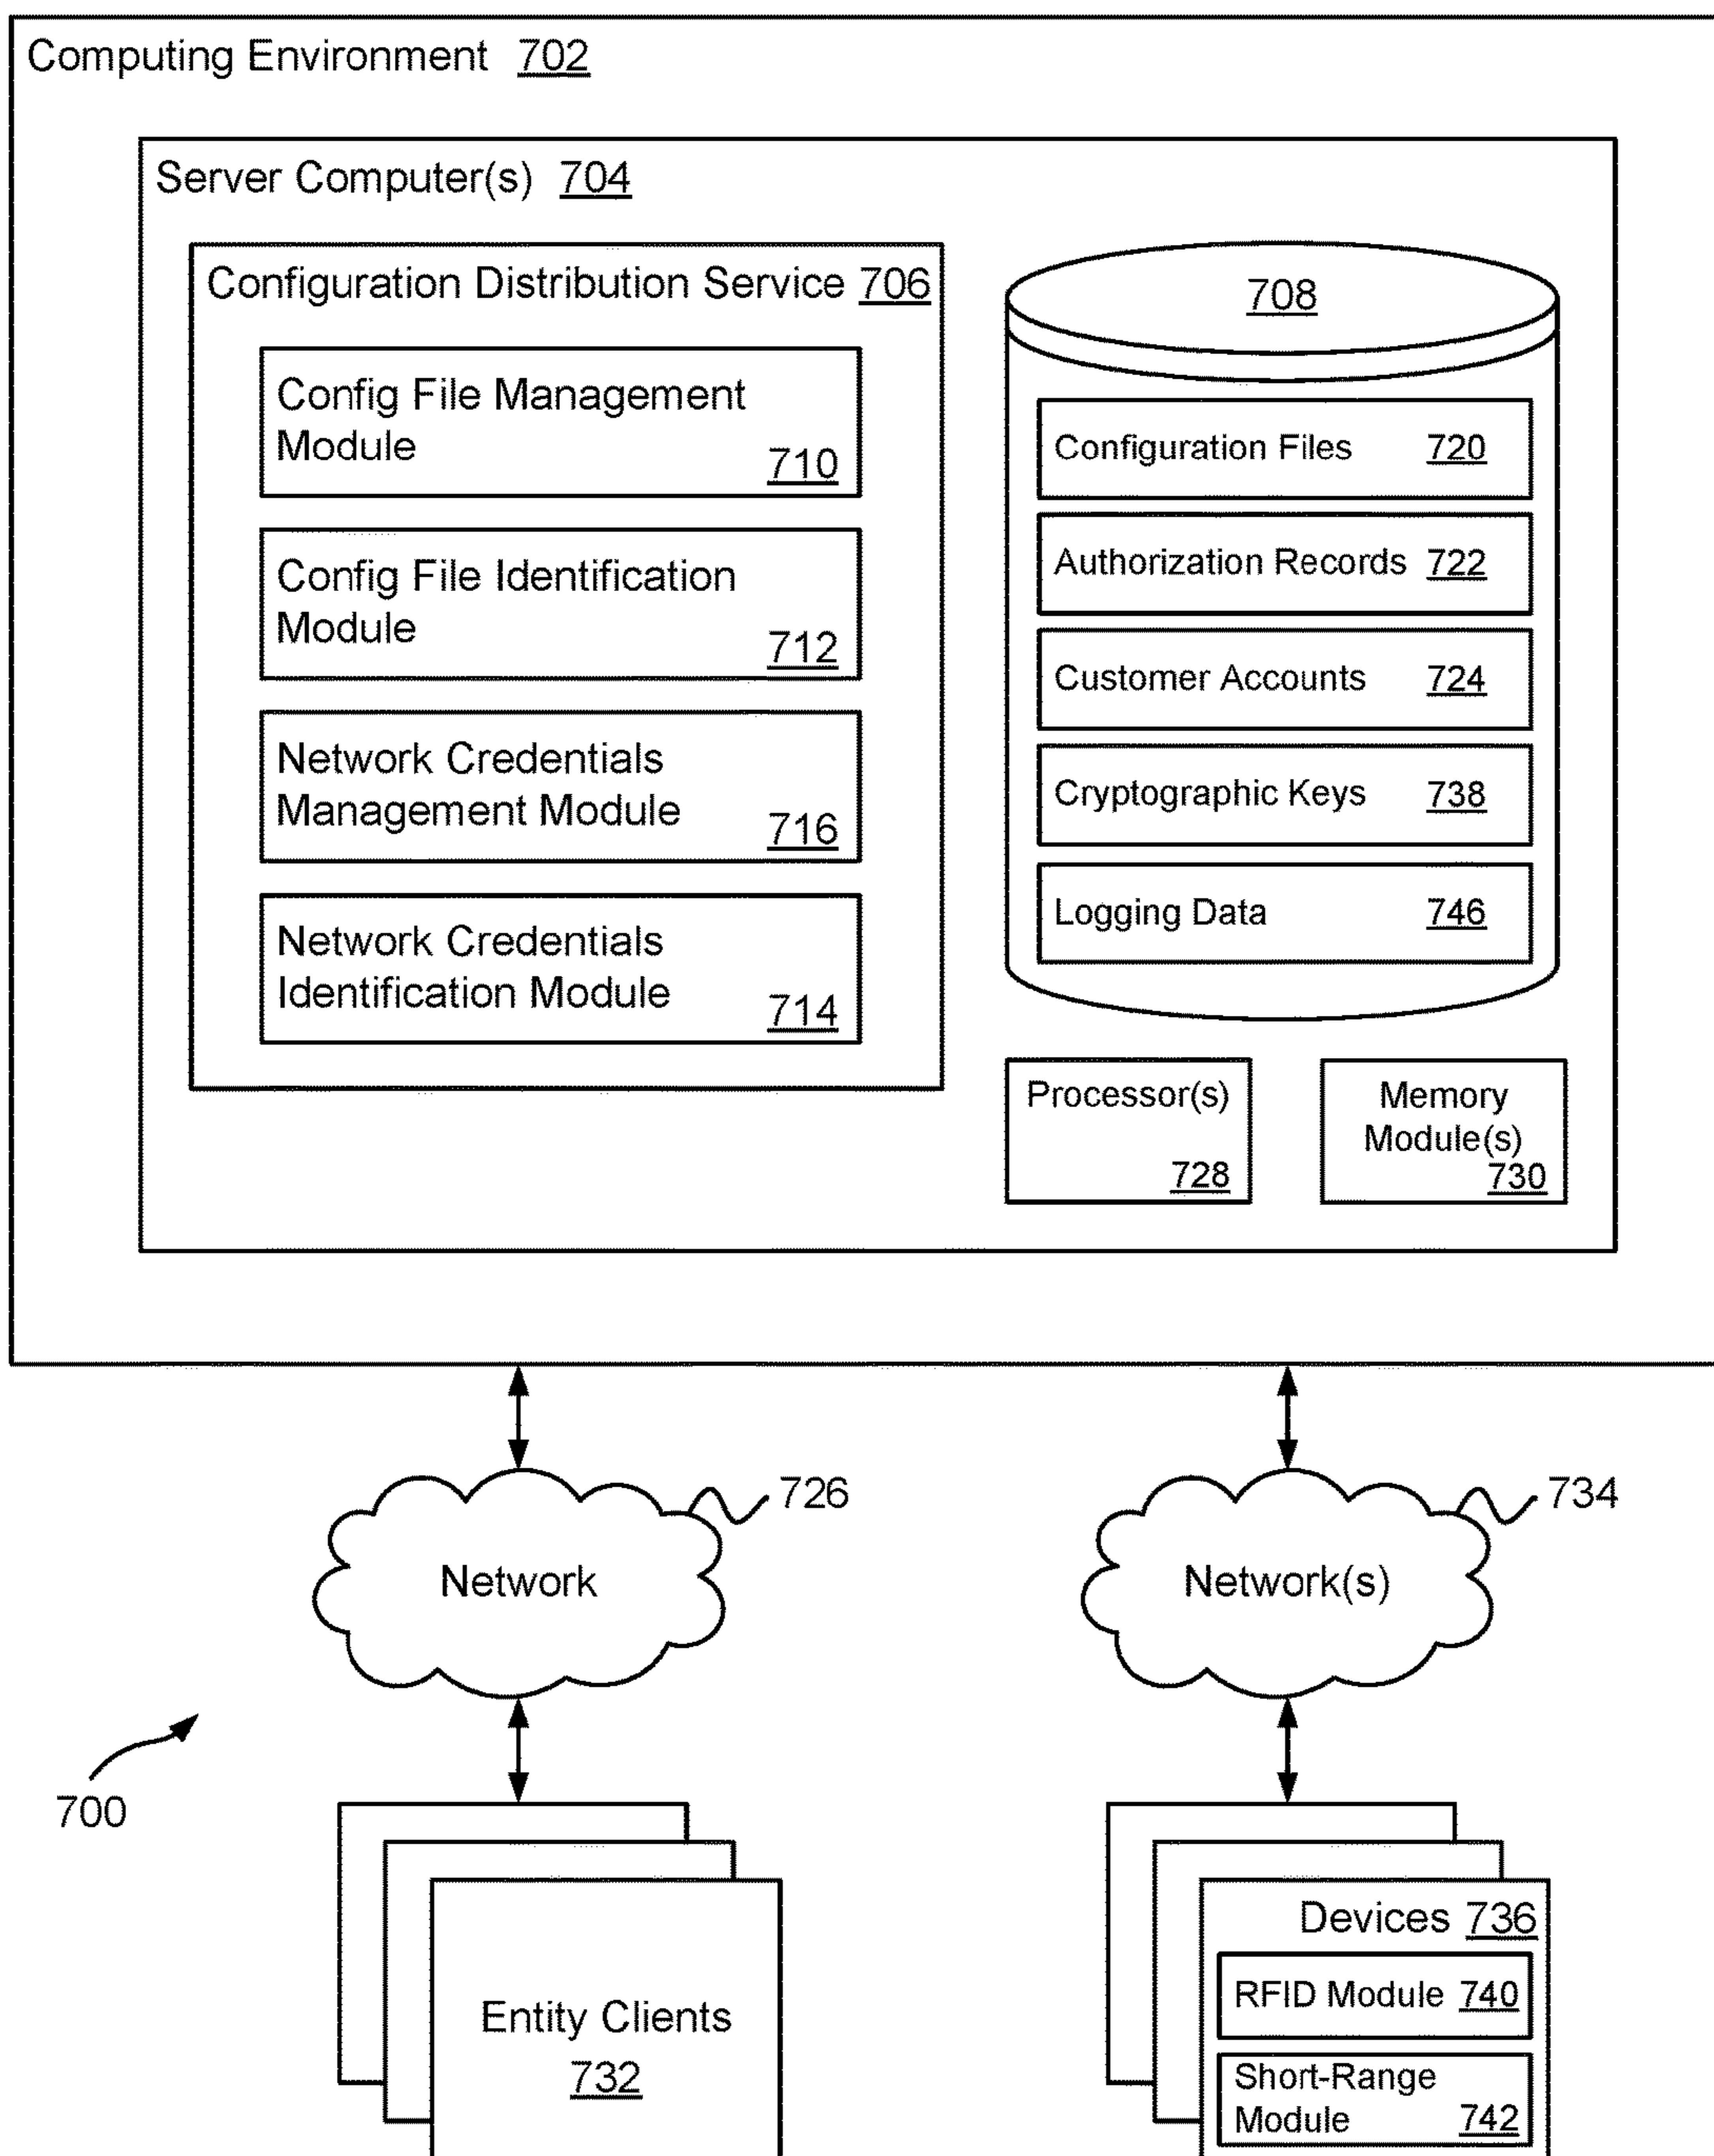 Computing Environment 702
Server Computer(s) 704
Configuration Distribution Service 706
Config File Management
Module
710
Config File Identification
Module
712
Network Credentials
Management Module
716
Network Credentials
Identification Module
714
708
Configuration Files 720
Authorization Records 722
Customer Accounts 724
Cryptographic Keys 738
Logging Data 746
Processor(s)
728
Memory
Module(s)
730
726
Network
734
Network(s)
700
Entity Clients
732
Devices 736
RFID Module 740
Short-Range
Module 742